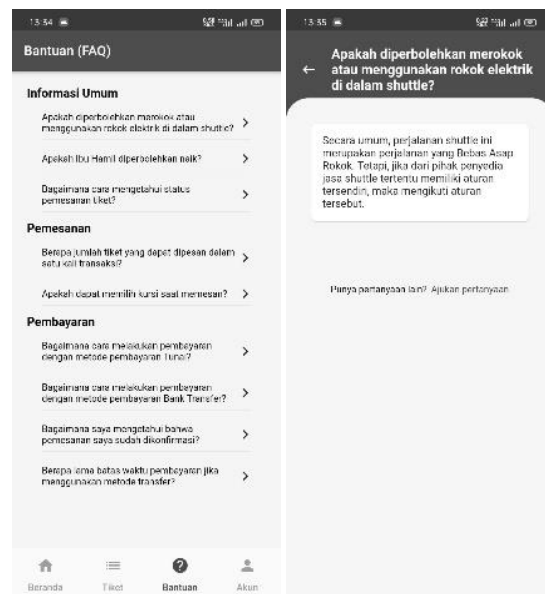 13:54
Bantuan (FAQ)
Informasi Umum
Apakah diperbolehkan merokok atau
menggunakan rokok elektrik di dalam shuttle?
Apakah Ibu Hamil diperbolehkan naik?
Bagaimana cara mengetahui status
pemesanan tiket?
Pemesanan
Berapa jumlah tiket yang dapat dipesan dalam
satu kali transaksi?
Apakah dapat memilih kursi saat memesan?
Pembayaran
Bagaimana cara melakukan pembayaran
dengan metode pembayaran Tunai?
Bagaimana cara melakukan pembayaran
dengan metode pembayaran Bank Transfer?
Bagaimana saya mengetahui bahwa
pemesanan saya sudah dikonfirmasi?
Berapa lama batas waktu pembayaran jika
menggunakan metode transfer?
Beranda
Tiket
Bantuan
Akun
13:55
Apakah diperbolehkan merokok
atau menggunakan rokok elektrik
di dalam shuttle?
Secara umum, perjalanan shuttle ini
merupakan perjalanan yang Bebas Asap
Rokok. Tetapi, jika dari pihak penyedia
jasa shuttle tertentu memiliki aturan
tersendiri, maka mengikuti aturan
tersebut.
Punya pertanyaan lain? Ajukan pertanyaan